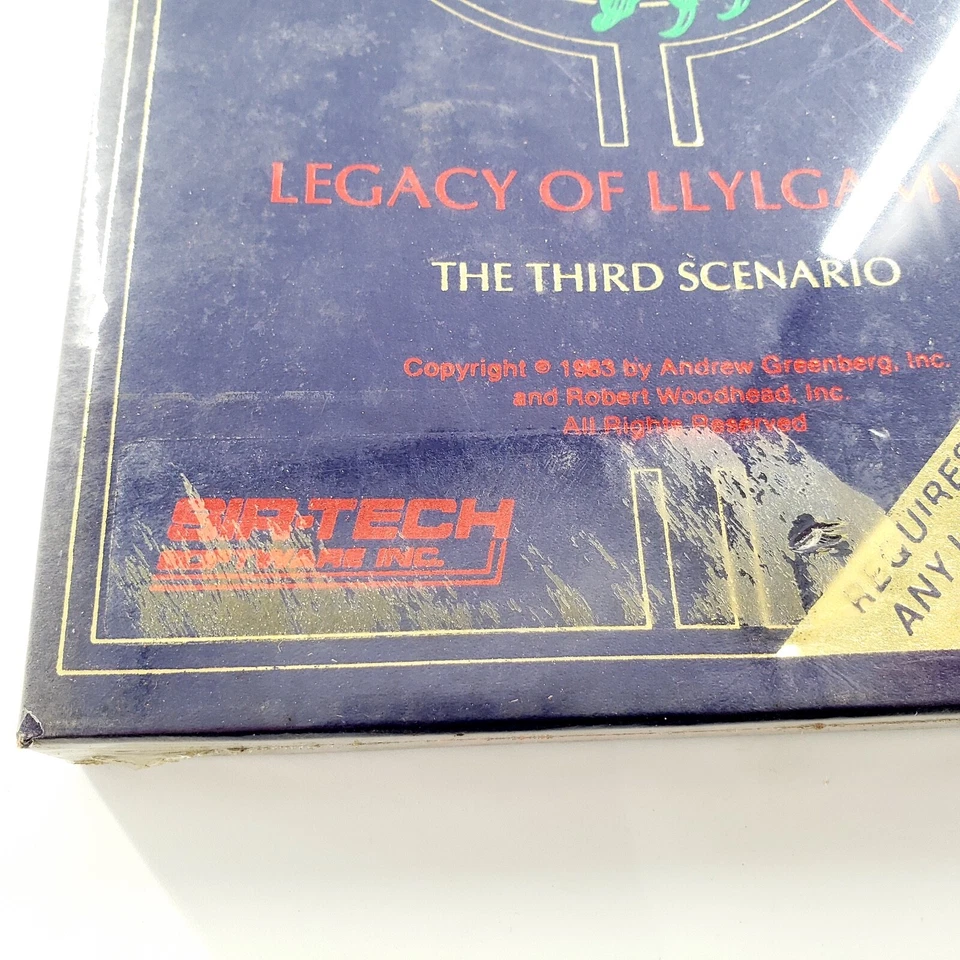 LEGACY OF LLYLGAMY
THE THIRD SCENARIO
Copyright © 1983 by Andrew Greenberg, Inc.
and Robert Woodhead, Inc.
All Rights Reserved
SIR-TECH
SOFTWARE INC.
REQUIRES
ANY